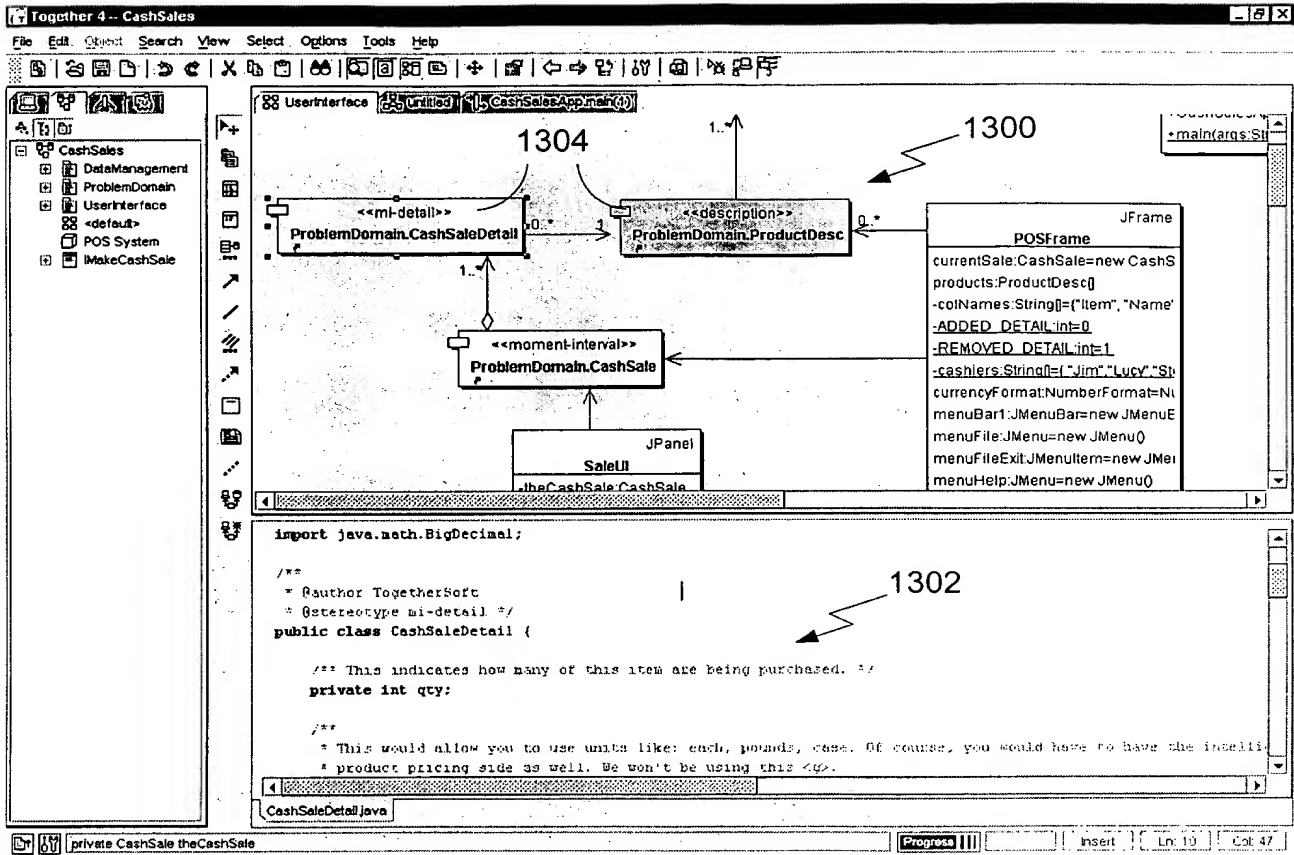 Together 4 -- CashSales
File Edit Object Search View Select Options Tools Help
UserInterface untitled CashSalesApp.main(4)
CashSales
DataManagement
ProblemDomain
UserInterface
<default>
POS System
IMakeCashSale
1304
1..*
1300
+main(args:Str
<<mi-detail>>
ProblemDomain.CashSaleDetail
0..*
1
<<description>>
ProblemDomain.ProductDesc
0..*
JFrame
POSFrame
currentSale:CashSale=new CashS
products:ProductDesc[]
-colNames:String[]={"Item", "Name"
-ADDED_DETAIL:int=0
-REMOVED_DETAIL:int=1
-cashiers:String[]={ "Jim","Lucy","Ste
currencyFormat:NumberFormat=Nu
menuBar1:JMenuBar=new JMenuB
menuFile:JMenu=new JMenu()
menuFileExit:JMenuItem=new JMen
menuHelp:JMenu=new JMenu()
1..*
<<moment-interval>>
ProblemDomain.CashSale
JPanel
SaleUI
-theCashSale:CashSale
import java.math.BigDecimal;
/**
* @author TogetherSoft
* @stereotype mi-detail */
public class CashSaleDetail {
1302
/** This indicates how many of this item are being purchased. */
private int qty;
/**
* This would allow you to use units like: each, pounds, case. Of course, you would have to have the intelli
* product pricing side as well. We won't be using this <g>.
CashSaleDetail.java
private CashSale theCashSale
Progress
Insert
Ln: 10
Col: 47